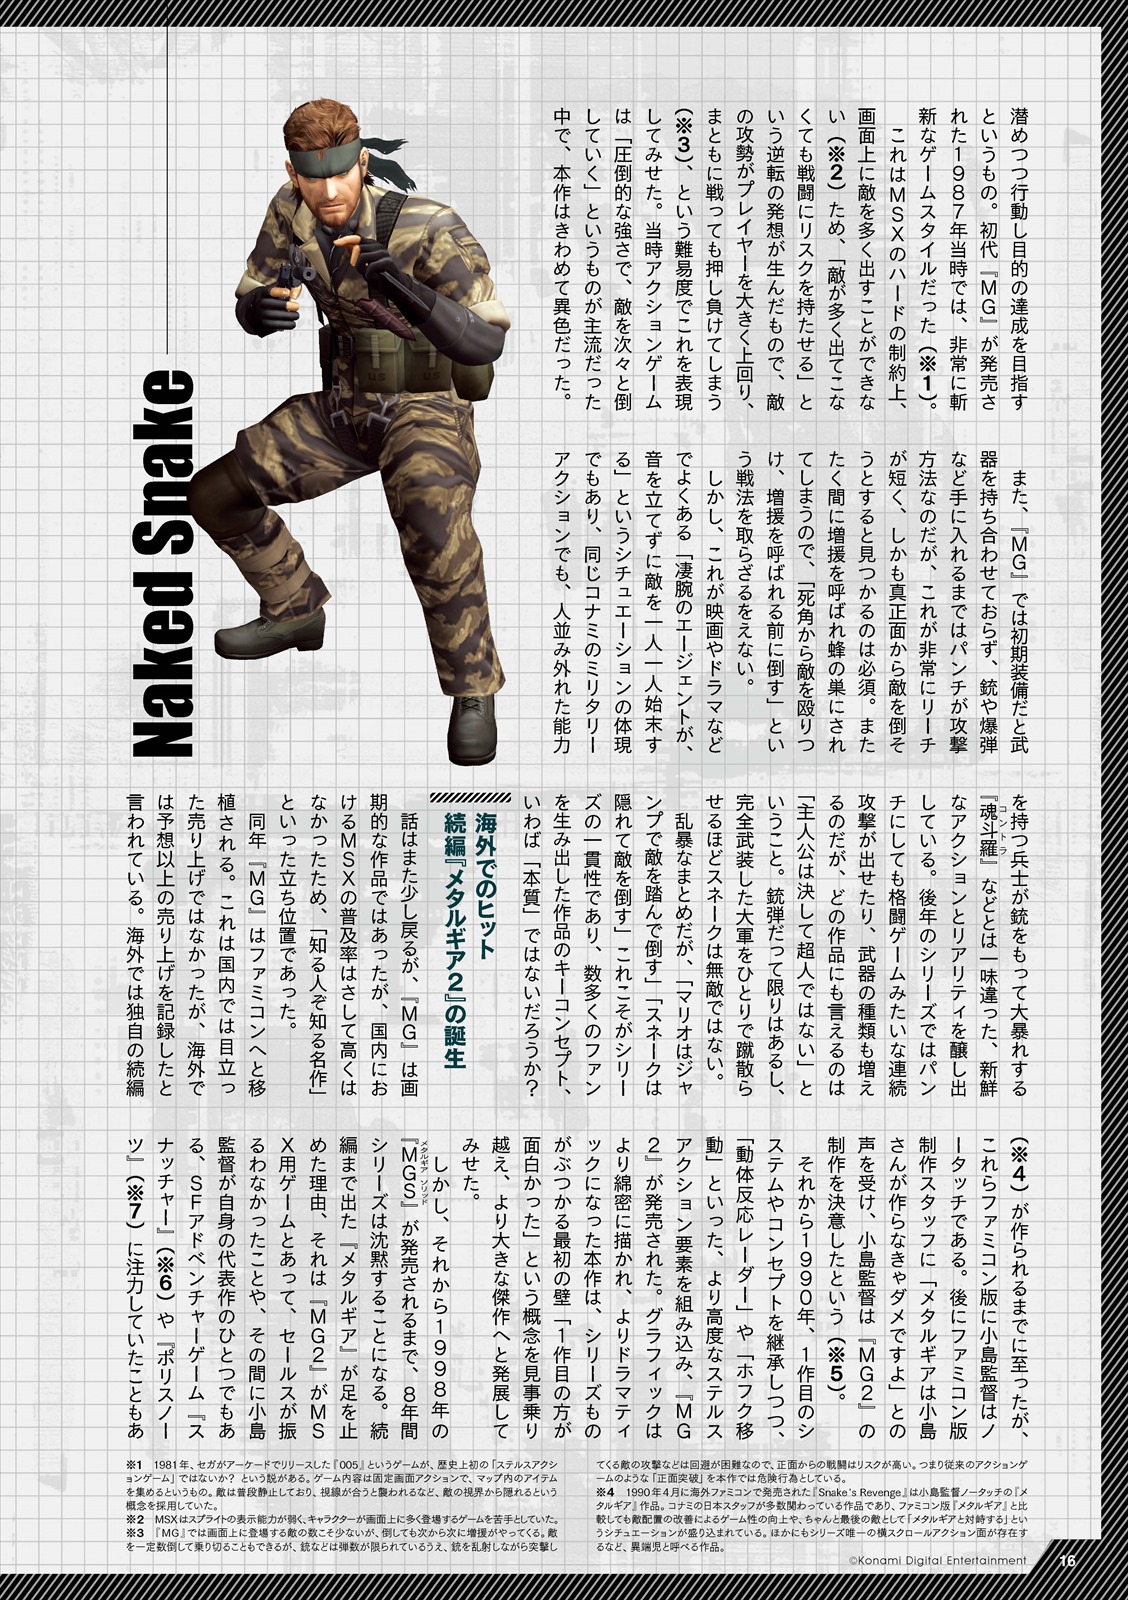 潜めつつ行動し目的の達成を目指す
というもの。初代『MG』が発売さ
れた1987年当時では、非常に斬
新なゲームスタイルだった(※1)。
これはMSXのハードの制約上、
画面上に敵を多く出すことができな
い(※2)ため、「敵が多く出てこな
くても戦闘にリスクを持たせる」と
いう逆転の発想が生んだもので、敵
の攻勢がプレイヤーを大きく上回り、
まともに戦っても押し負けてしまう
(※3)、という難易度でこれを表現
してみせた。当時アクションゲーム
は「圧倒的な強さで、敵を次々と倒
していく」というものが主流だった
中で、本作はきわめて異色だった。
また、『MG』では初期装備だと武
器を持ち合わせておらず、銃や爆弾
など手に入れるまではパンチが攻撃
方法なのだが、これが非常にリーチ
が短く、しかも真正面から敵を倒そ
うとすると見つかるのは必須。また
たく間に増援を呼ばれ蜂の巣にされ
てしまうので、「死角から敵を殴りつ
け、増援を呼ばれる前に倒す」とい
う戦法を取らざるをえない。
しかし、これが映画やドラマなど
でよくある「凄腕のエージェントが、
音を立てずに敵を一人一人始末す
る」というシチュエーションの体現
でもあり、同じコナミのミリタリー
アクションでも、人並み外れた能力
を持つ兵士が銃をもって大暴れする
『魂斗羅』などとは一味違った、新鮮
コントラ
なアクションとリアリティを醸し出
している。後年のシリーズではパン
チにしても格闘ゲームみたいな連続
攻撃が出せたり、武器の種類も増え
るのだが、どの作品にも言えるのは
「主人公は決して超人ではない」と
いうこと。銃弾だって限りはあるし、
完全武装した大軍をひとりで蹴散ら
せるほどスネークは無敵ではない。
乱暴なまとめだが、「マリオはジャ
ンプで敵を踏んで倒す」「スネークは
隠れて敵を倒す」これこそがシリー
ズの一貫性であり、数多くのファン
を生み出した作品のキーコンセプト、
いわば「本質」ではないだろうか?
海外でのヒット
続編『メタルギア2』の誕生
話はまた少し戻るが、『MG』は画
期的な作品ではあったが、国内にお
けるMSXの普及率はさして高くは
なかったため、「知る人ぞ知る名作」
といった立ち位置であった。
同年『MG』はファミコンへと移
植される。これは国内では目立っ
た売り上げではなかったが、海外で
は予想以上の売り上げを記録したと
言われている。海外では独自の続編
(※4)が作られるまでに至ったが、
これらファミコン版に小島監督はノ
ータッチである。後にファミコン版
制作スタッフに「メタルギアは小島
さんが作らなきゃダメですよ」との
声を受け、小島監督は『MG2』の
制作を決意したという(※5)。
それから1990年、1作目のシ
ステムやコンセプトを継承しつつ、
「動体反応レーダー」や「ホフク移
動」といった、より高度なステルス
アクション要素を組み込み、『MG
2』が発売された。グラフィックは
より綿密に描かれ、よりドラマティ
ックになった本作は、シリーズもの
がぶつかる最初の壁「1作目の方が
面白かった」という概念を見事乗り
越え、より大きな傑作へと発展して
みせた。
しかし、それから1998年の
『MGS』が発売されるまで、8年間
メタルギア ソリッド
シリーズは沈黙することになる。続
編まで出た『メタルギア』が足を止
めた理由、それは『MG2』がMS
X用ゲームとあって、セールスが振
るわなかったことや、その間に小島
監督が自身の代表作のひとつでもあ
る、SFアドベンチャーゲーム『ス
ナッチャー』(※6)や『ポリスノー
ツ』(※7)に注力していたこともあ
Naked Snake
US
US
※1 1981年、セガがアーケードでリリースした『005』というゲームが、歴史上初の「ステルスアクシ
ョンゲーム」ではないか? という説がある。ゲーム内容は固定画面アクションで、マップ内のアイテム
を集めるというもの。敵は普段静止しており、視線が合うと襲われるなど、敵の視界から隠れるという
概念を採用していた。
※2 MSXはスプライトの表示能力が弱く、キャラクターが画面上に多く登場するゲームを苦手としていた。
※3 『MG』では画面上に登場する敵の数こそ少ないが、倒しても次から次に増援がやってくる。敵
を一定数倒して乗り切ることもできるが、銃などは弾数が限られているうえ、銃を乱射しながら突撃し
てくる敵の攻撃などは回避が困難なので、正面からの戦闘はリスクが高い。つまり従来のアクションゲ
ームのような「正面突破」を本作では危険行為としている。
※4 1990年4月に海外ファミコンで発売された『Snake's Revenge』は小島監督ノータッチの『メ
タルギア』作品。コナミの日本スタッフが多数関わっている作品であり、ファミコン版『メタルギア』と比
較しても敵配置の改善によるゲーム性の向上や、ちゃんと最後の敵として「メタルギアと対峙する」とい
うシチュエーションが盛り込まれている。ほかにもシリーズ唯一の横スクロールアクション面が存在す
るなど、異端児と呼べる作品。
©Konami Digital Entertainment
16